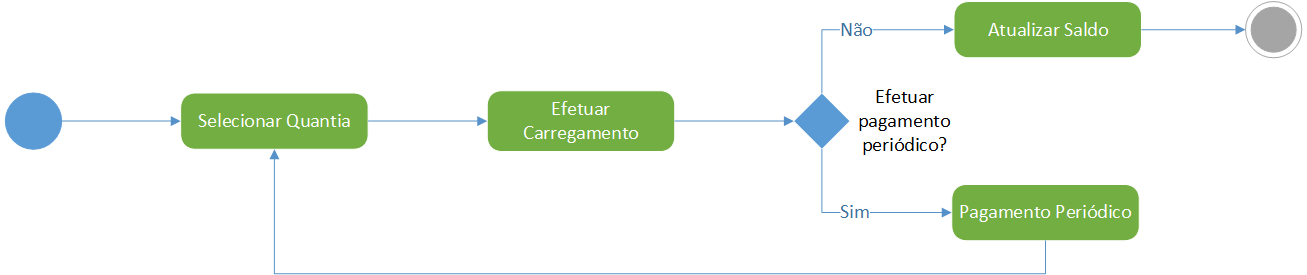 Não
Atualizar Saldo
Selecionar Quantia
Efetuar
Carregamento
Efetuar
pagamento
periódico?
Sim
Pagamento Periódico